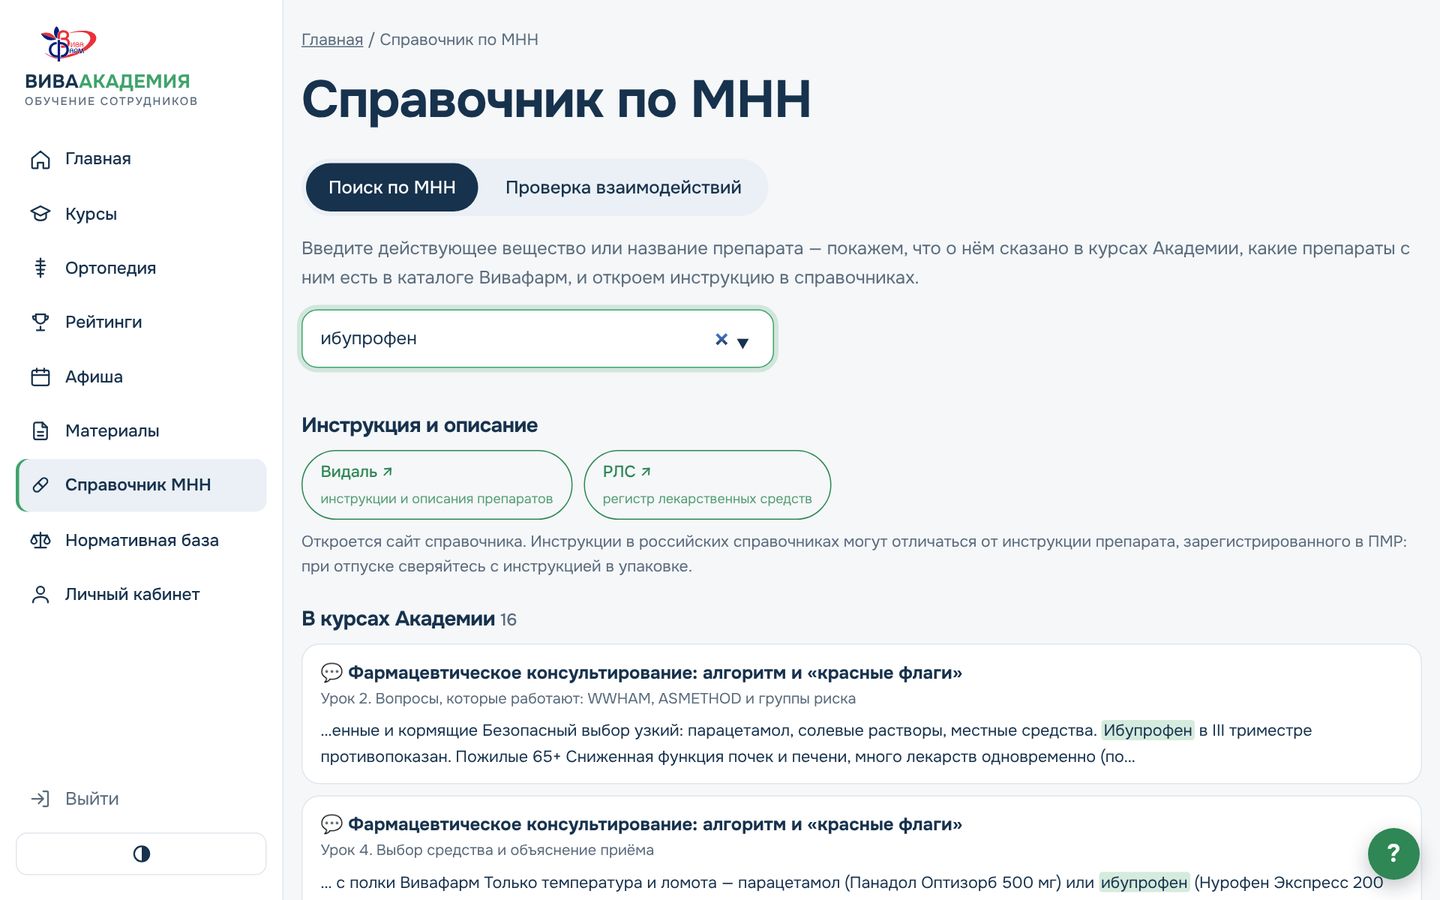 ВИВААКАДЕМИЯ
ОБУЧЕНИЕ СОТРУДНИКОВ
Главная
Курсы
Ортопедия
Рейтинги
Афиша
Материалы
Справочник МНН
Нормативная база
Личный кабинет
Выйти
Главная / Справочник по МНН
Справочник по МНН
Поиск по МНН
Проверка взаимодействий
Введите действующее вещество или название препарата — покажем, что о нём сказано в курсах Академии, какие препараты с
ним есть в каталоге Вивафарм, и откроем инструкцию в справочниках.
ибупрофен
Инструкция и описание
Видаль ↗
инструкции и описания препаратов
РЛС ↗
регистр лекарственных средств
Откроется сайт справочника. Инструкции в российских справочниках могут отличаться от инструкции препарата, зарегистрированного в ПМР:
при отпуске сверяйтесь с инструкцией в упаковке.
В курсах Академии 16
💬 Фармацевтическое консультирование: алгоритм и «красные флаги»
Урок 2. Вопросы, которые работают: WWHAM, ASMETHOD и группы риска
...енные и кормящие Безопасный выбор узкий: парацетамол, солевые растворы, местные средства. Ибупрофен в III триместре
противопоказан. Пожилые 65+ Сниженная функция почек и печени, много лекарств одновременно (по...
💬 Фармацевтическое консультирование: алгоритм и «красные флаги»
Урок 4. Выбор средства и объяснение приёма
... с полки Вивафарм Только температура и ломота — парацетамол (Панадол Оптизорб 500 мг) или ибупрофен (Нурофен Экспресс 200
?